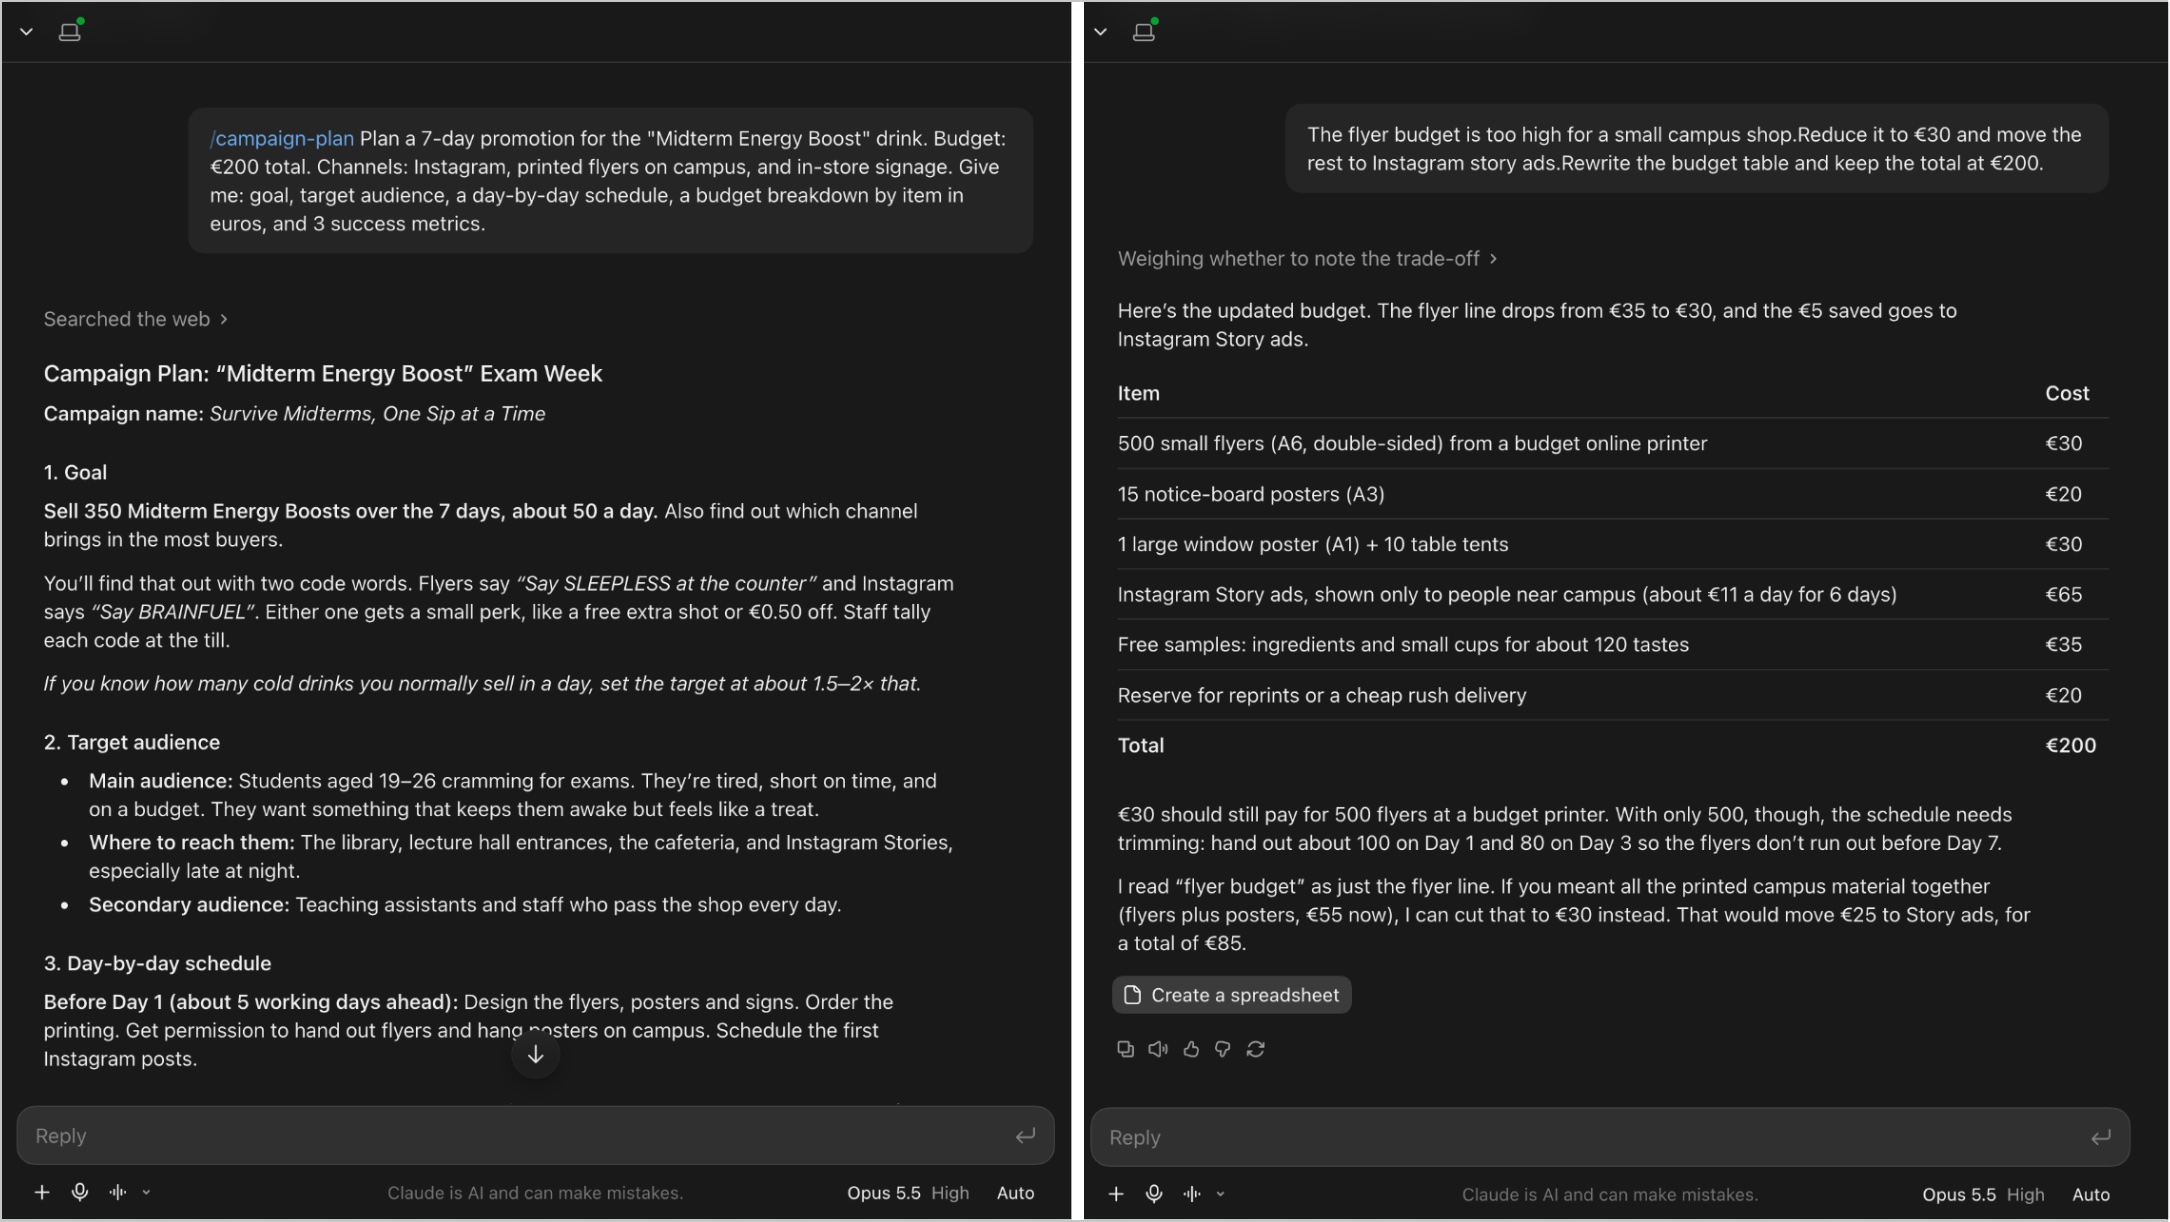 /campaign-plan Plan a 7-day promotion for the "Midterm Energy Boost" drink. Budget:
€200 total. Channels: Instagram, printed flyers on campus, and in-store signage. Give
me: goal, target audience, a day-by-day schedule, a budget breakdown by item in
euros, and 3 success metrics.
Searched the web >
Campaign Plan: “Midterm Energy Boost” Exam Week
Campaign name: Survive Midterms, One Sip at a Time
1. Goal
Sell 350 Midterm Energy Boosts over the 7 days, about 50 a day. Also find out which channel
brings in the most buyers.
You’ll find that out with two code words. Flyers say “Say SLEEPLESS at the counter” and Instagram
says “Say BRAINFUEL”. Either one gets a small perk, like a free extra shot or €0.50 off. Staff tally
each code at the till.
If you know how many cold drinks you normally sell in a day, set the target at about 1.5–2× that.
2. Target audience
• Main audience: Students aged 19–26 cramming for exams. They’re tired, short on time, and
on a budget. They want something that keeps them awake but feels like a treat.
• Where to reach them: The library, lecture hall entrances, the cafeteria, and Instagram Stories,
especially late at night.
• Secondary audience: Teaching assistants and staff who pass the shop every day.
3. Day-by-day schedule
Before Day 1 (about 5 working days ahead): Design the flyers, posters and signs. Order the
printing. Get permission to hand out flyers and hang posters on campus. Schedule the first
Instagram posts.
Reply
Claude is AI and can make mistakes.
Opus 5.5 High Auto
The flyer budget is too high for a small campus shop.Reduce it to €30 and move the
rest to Instagram story ads.Rewrite the budget table and keep the total at €200.
Weighing whether to note the trade-off >
Here’s the updated budget. The flyer line drops from €35 to €30, and the €5 saved goes to
Instagram Story ads.
Item Cost
500 small flyers (A6, double-sided) from a budget online printer €30
15 notice-board posters (A3) €20
1 large window poster (A1) + 10 table tents €30
Instagram Story ads, shown only to people near campus (about €11 a day for 6 days) €65
Free samples: ingredients and small cups for about 120 tastes €35
Reserve for reprints or a cheap rush delivery €20
Total €200
€30 should still pay for 500 flyers at a budget printer. With only 500, though, the schedule needs
trimming: hand out about 100 on Day 1 and 80 on Day 3 so the flyers don’t run out before Day 7.
I read “flyer budget” as just the flyer line. If you meant all the printed campus material together
(flyers plus posters, €55 now), I can cut that to €30 instead. That would move €25 to Story ads, for
a total of €85.
Create a spreadsheet
Reply
Claude is AI and can make mistakes.
Opus 5.5 High Auto